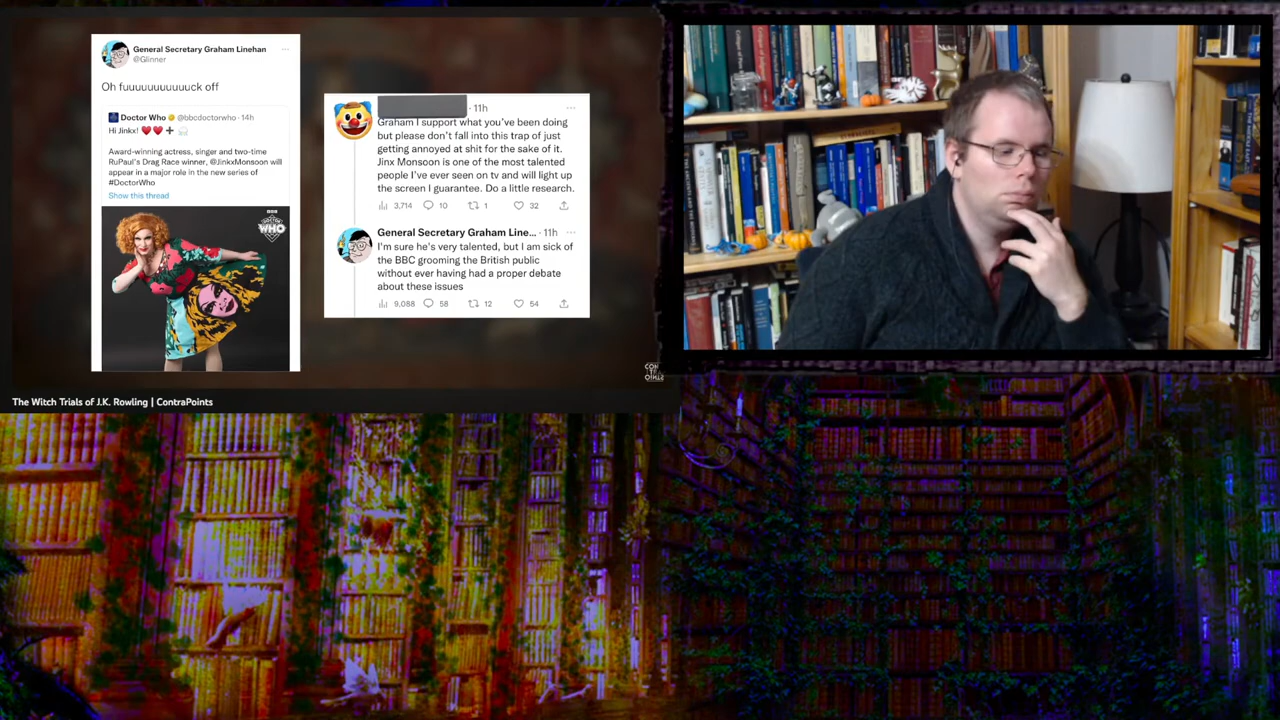 General Secretary Graham Linehan
@Glinner
Oh fuuuuuuuuuuck off
Doctor Who @bbcdoctorwho · 14h
Hi Jinkx!
Award-winning actress, singer and two-time
RuPaul's Drag Race winner, @JinkxMonsoon will
appear in a major role in the new series of
#DoctorWho
Show this thread
DOCTOR
WHO
· 11h
Graham I support what you've been doing
but please don't fall into this trap of just
getting annoyed at shit for the sake of it.
Jinx Monsoon is one of the most talented
people I've ever seen on tv and will light up
the screen I guarantee. Do a little research.
3,714 10 1 32
General Secretary Graham Line... · 11h
I'm sure he's very talented, but I am sick of
the BBC grooming the British public
without ever having had a proper debate
about these issues
9,088 58 12 54
The Witch Trials of J.K. Rowling | ContraPoints